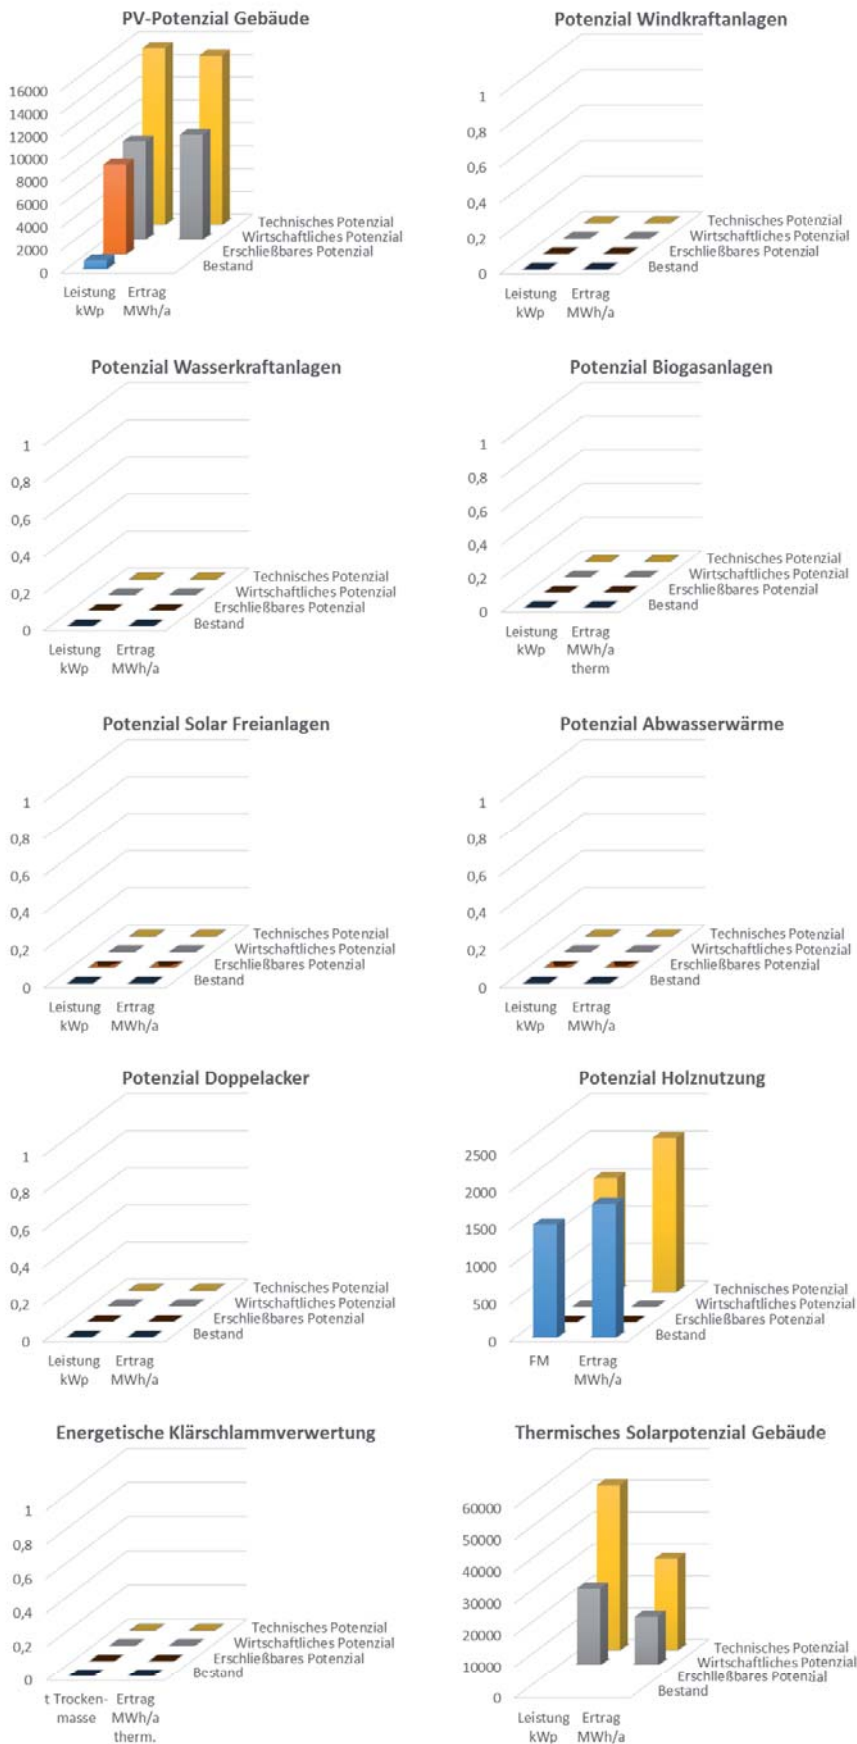 PV-Potenzial Gebäude
16000
14000
12000
10000
8000
6000
4000
2000
0
Technisches Potenzial
Wirtschaftliches Potenzial
Erschließbares Potenzial
Bestand
Leistung Ertrag
kWp MWh/a
Potenzial Windkraftanlagen
1
0,8
0,6
0,4
0,2
0
Technisches Potenzial
Wirtschaftliches Potenzial
Erschließbares Potenzial
Bestand
Leistung Ertrag
kWp MWh/a
Potenzial Wasserkraftanlagen
1
0,8
0,6
0,4
0,2
0
Technisches Potenzial
Wirtschaftliches Potenzial
Erschließbares Potenzial
Bestand
Leistung Ertrag
kWp MWh/a
Potenzial Biogasanlagen
1
0,8
0,6
0,4
0,2
0
Technisches Potenzial
Wirtschaftliches Potenzial
Erschließbares Potenzial
Bestand
Leistung Ertrag
kWp MWh/a
therm
Potenzial Solar Freianlagen
1
0,8
0,6
0,4
0,2
0
Technisches Potenzial
Wirtschaftliches Potenzial
Erschließbares Potenzial
Bestand
Leistung Ertrag
kWp MWh/a
Potenzial Abwasserwärme
1
0,8
0,6
0,4
0,2
0
Technisches Potenzial
Wirtschaftliches Potenzial
Erschließbares Potenzial
Bestand
Leistung Ertrag
kWp MWh/a
Potenzial Doppelacker
1
0,8
0,6
0,4
0,2
0
Technisches Potenzial
Wirtschaftliches Potenzial
Erschließbares Potenzial
Bestand
Leistung Ertrag
kWp MWh/a
Potenzial Holznutzung
2500
2000
1500
1000
500
0
Technisches Potenzial
Wirtschaftliches Potenzial
Erschließbares Potenzial
Bestand
FM Ertrag
MWh/a
Energetische Klärschlammverwertung
1
0,8
0,6
0,4
0,2
0
Technisches Potenzial
Wirtschaftliches Potenzial
Erschließbares Potenzial
Bestand
t Trocken- Ertrag
masse MWh/a
therm.
Thermisches Solarpotenzial Gebäude
60000
50000
40000
30000
20000
10000
0
Technisches Potenzial
Wirtschaftliches Potenzial
Erschließbares Potenzial
Bestand
Leistung Ertrag
kWp MWh/a